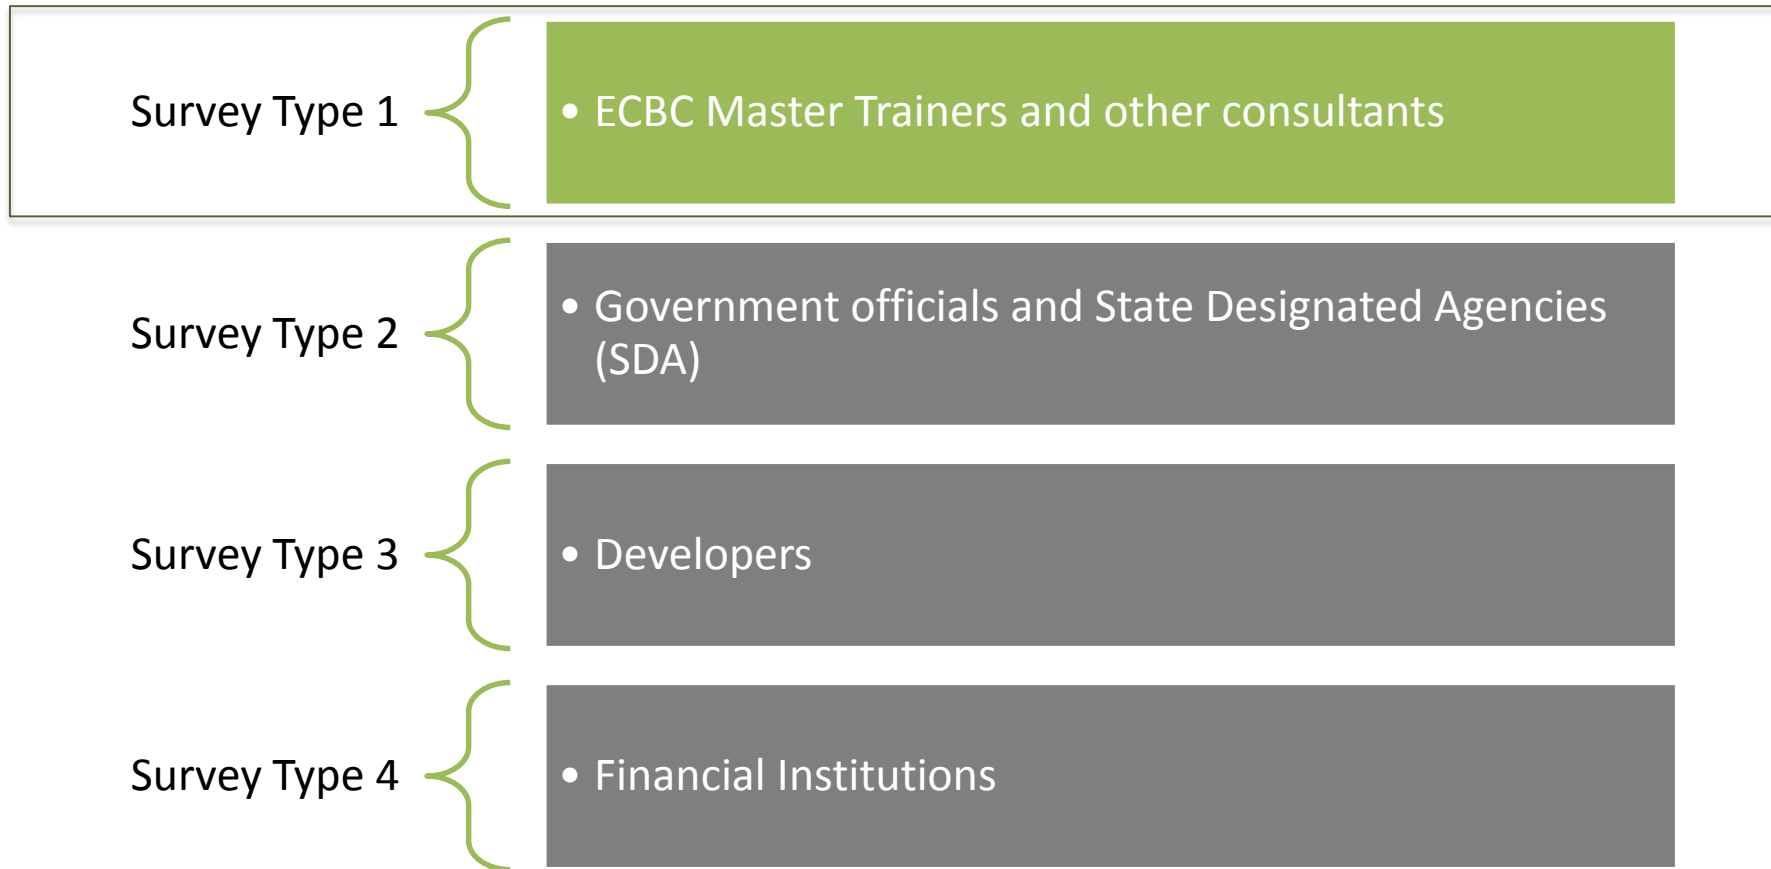 Survey Type 1
• ECBC Master Trainers and other consultants
Survey Type 2
• Government officials and State Designated Agencies
(SDA)
Survey Type 3
• Developers
Survey Type 4
• Financial Institutions